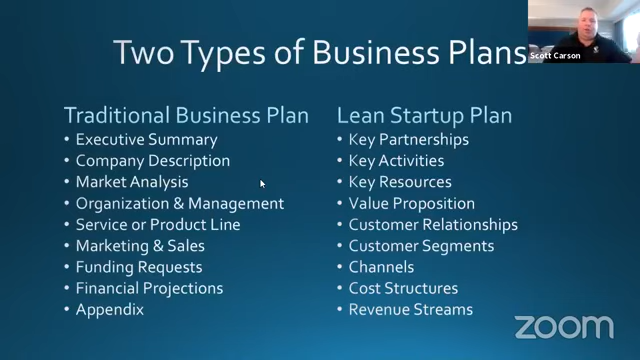 Two Types of Business Plans
Scott Carson
Traditional Business Plan
• Executive Summary
• Company Description
• Market Analysis
• Organization & Management
• Service or Product Line
• Marketing & Sales
• Funding Requests
• Financial Projections
• Appendix
Lean Startup Plan
• Key Partnerships
• Key Activities
• Key Resources
• Value Proposition
• Customer Relationships
• Customer Segments
• Channels
• Cost Structures
• Revenue Streams
zoom